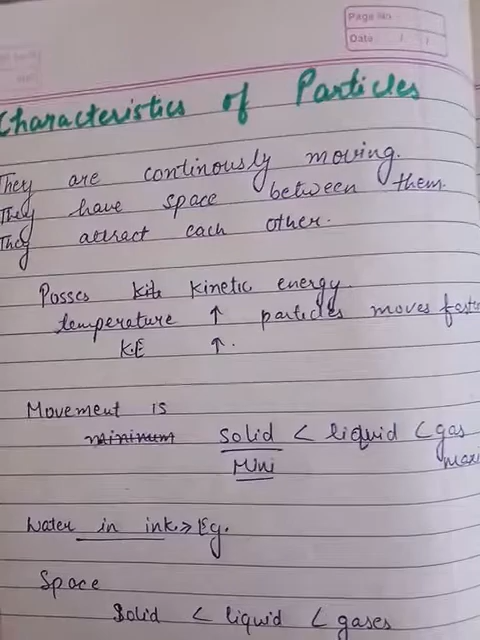 Page No.
Date / /
Characteristics of Particles
They are continously moving.
They have space between them.
They attract each other.
Posses kinetic energy
temperature ↑ particles moves faster
K.E ↑.
Movement is
minimum solid < liquid < gas
Mini maxi
Water in ink → Eg.
Space
Solid < liquid < gases